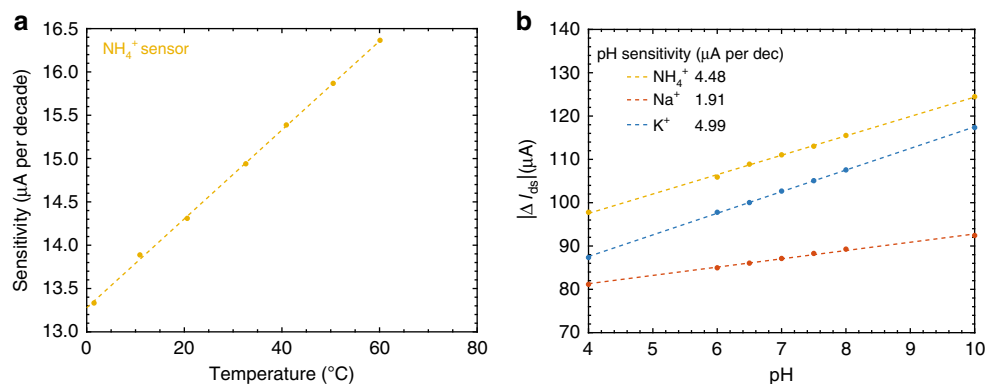 a
NH₄⁺ sensor
Sensitivity (μA per decade)
16.5
16.0
15.5
15.0
14.5
14.0
13.5
13.0
0 20 40 60 80
Temperature (°C)
b
pH sensitivity (μA per dec)
NH₄⁺ 4.48
Na⁺ 1.91
K⁺ 4.99
|Δ I_ds| (μA)
140
130
120
110
100
90
80
70
4 5 6 7 8 9 10
pH